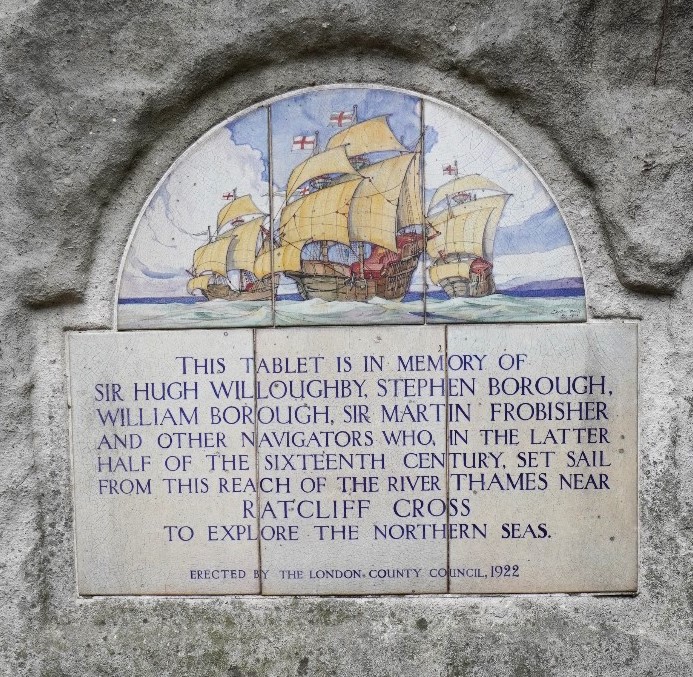 THIS TABLET IS IN MEMORY OF
SIR HUGH WILLOUGHBY, STEPHEN BOROUGH,
WILLIAM BOROUGH, SIR MARTIN FROBISHER
AND OTHER NAVIGATORS WHO, IN THE LATTER
HALF OF THE SIXTEENTH CENTURY, SET SAIL
FROM THIS REACH OF THE RIVER THAMES NEAR
RATCLIFF CROSS
TO EXPLORE THE NORTHERN SEAS.
ERECTED BY THE LONDON COUNTY COUNCIL, 1922